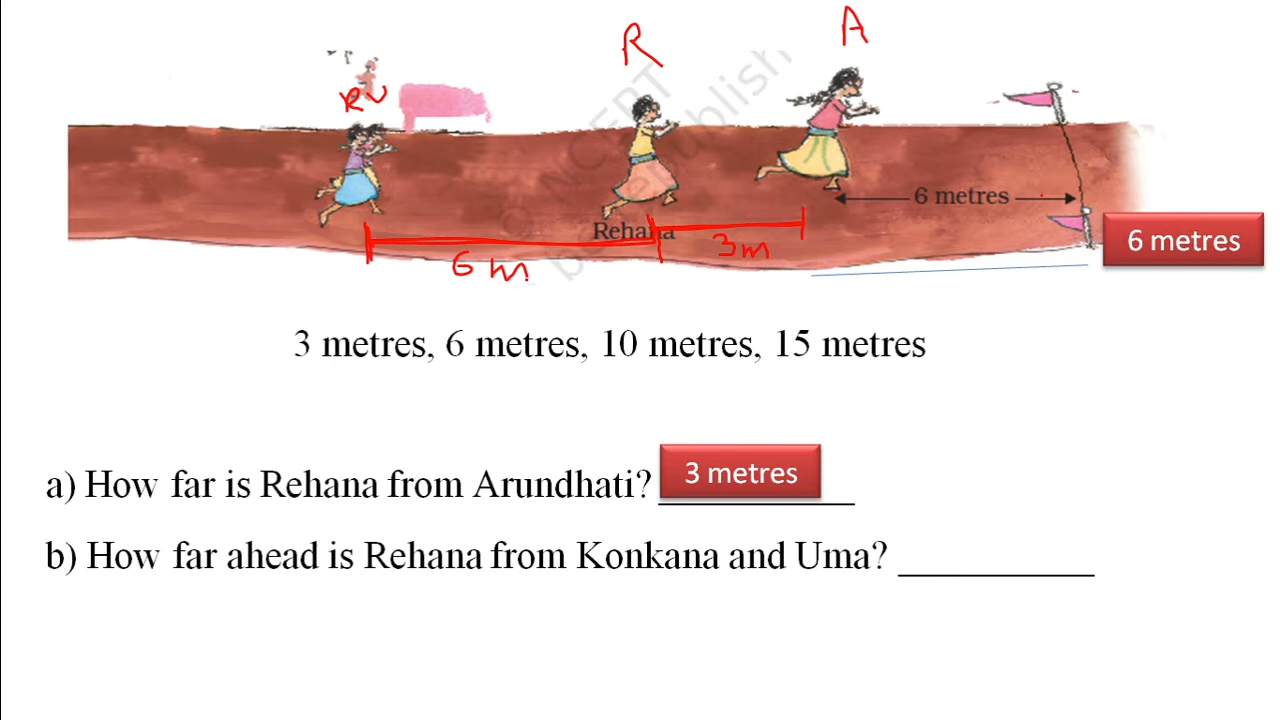 R
A
KU
6 metres
6 metres
Rehana
3m
6 m
3 metres, 6 metres, 10 metres, 15 metres
a) How far is Rehana from Arundhati?
3 metres
b) How far ahead is Rehana from Konkana and Uma?